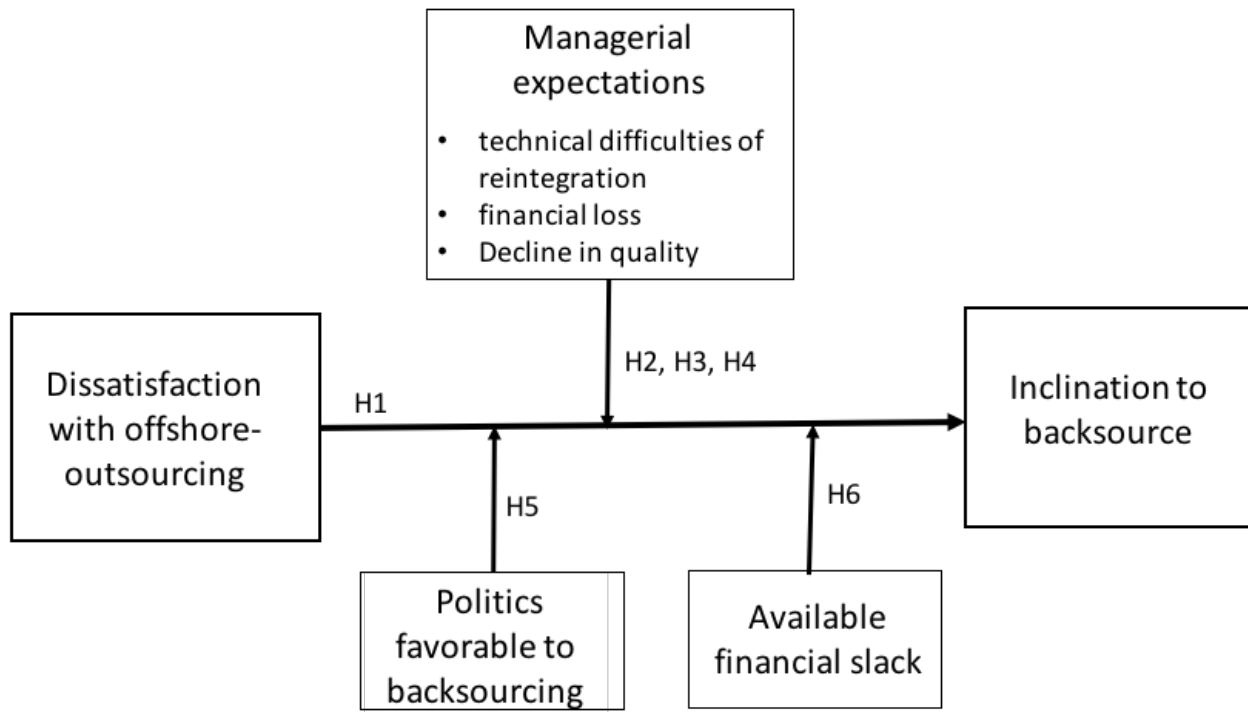 Managerial
expectations
• technical difficulties of
reintegration
• financial loss
• Decline in quality
H2, H3, H4
Dissatisfaction
with offshore-
outsourcing
H1
Inclination to
backsource
H5
H6
Politics
favorable to
backsourcing
Available
financial slack